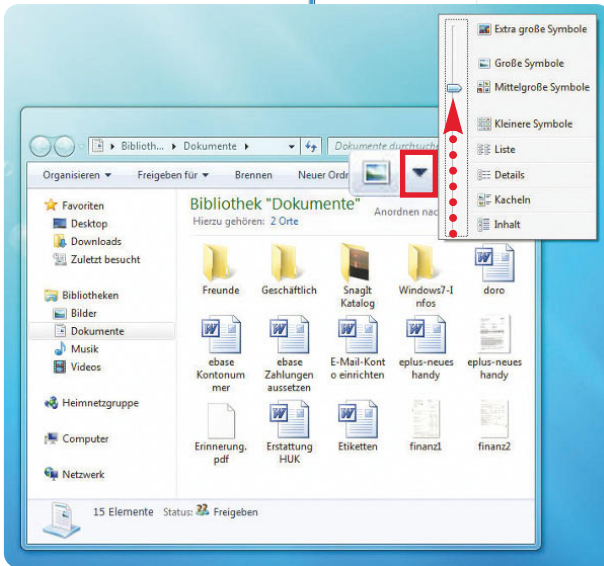 Extra große Symbole
Große Symbole
Mittelgroße Symbole
Kleinere Symbole
Liste
Details
Kacheln
Inhalt
Biblioth... Dokumente
Dokumente durchsuchen
Organisieren Freigeben für Brennen Neuer Ordn
Favoriten
Desktop
Downloads
Zuletzt besucht
Bibliotheken
Bilder
Dokumente
Musik
Videos
Heimnetzgruppe
Computer
Netzwerk
Bibliothek "Dokumente"
Hierzu gehören: 2 Orte
Anordnen nac
Freunde
Geschäftlich
SnagIt
Katalog
Windows7-I
nfos
doro
ebase
Kontonum
mer
ebase
Zahlungen
aussetzen
E-Mail-Kont
o einrichten
eplus-neues
handy
eplus-neues
handy
Erinnerung.
pdf
Erstattung
HUK
Etiketten
finanz1
finanz2
15 Elemente Status: Freigeben